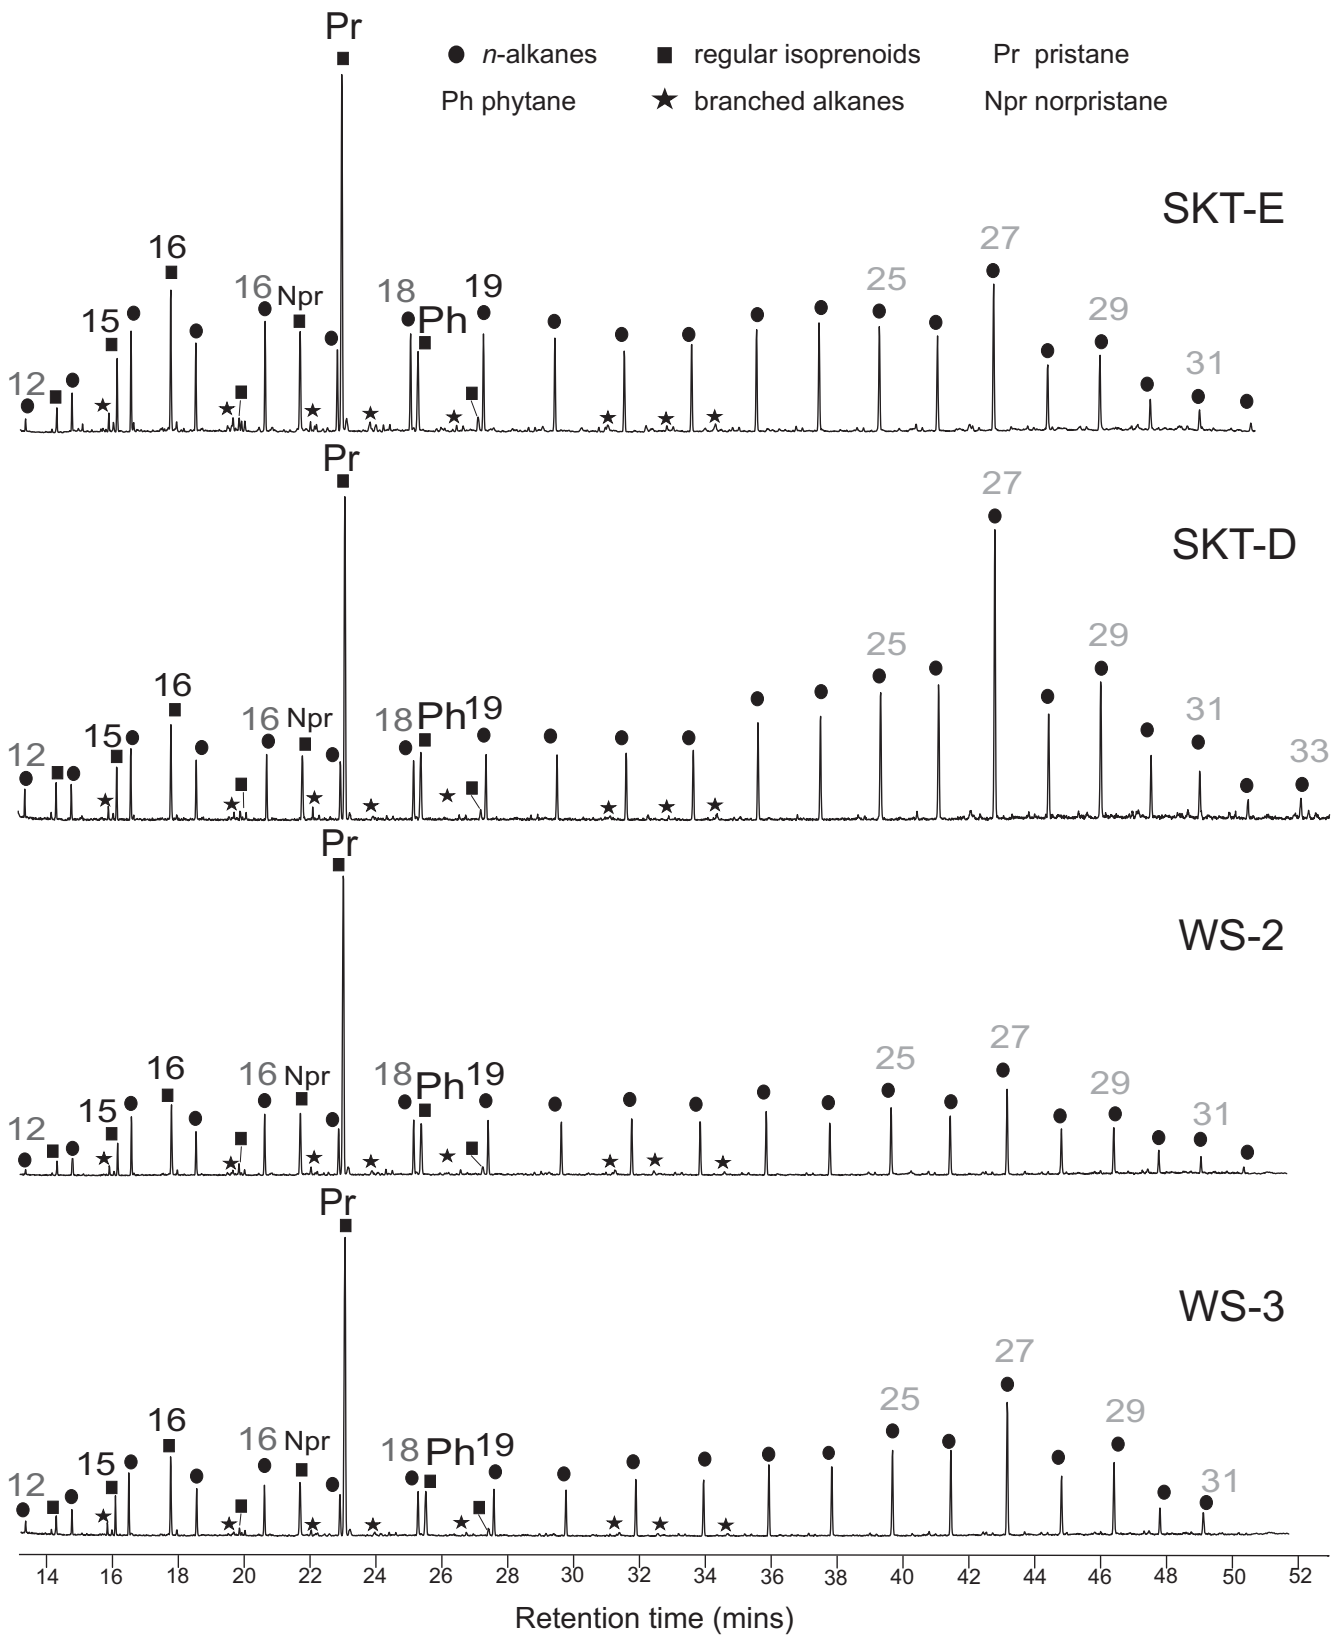 Pr
● n-alkanes ■ regular isoprenoids Pr pristane
Ph phytane ★ branched alkanes Npr norpristane
SKT-E
12 15 16 16 Npr 18 Ph 19 25 27 29 31
Pr
SKT-D
12 15 16 16 Npr 18 Ph 19 25 27 29 31 33
Pr
WS-2
12 15 16 16 Npr 18 Ph 19 25 27 29 31
Pr
WS-3
12 15 16 16 Npr 18 Ph 19 25 27 29 31
14 16 18 20 22 24 26 28 30 32 34 36 38 40 42 44 46 48 50 52
Retention time (mins)